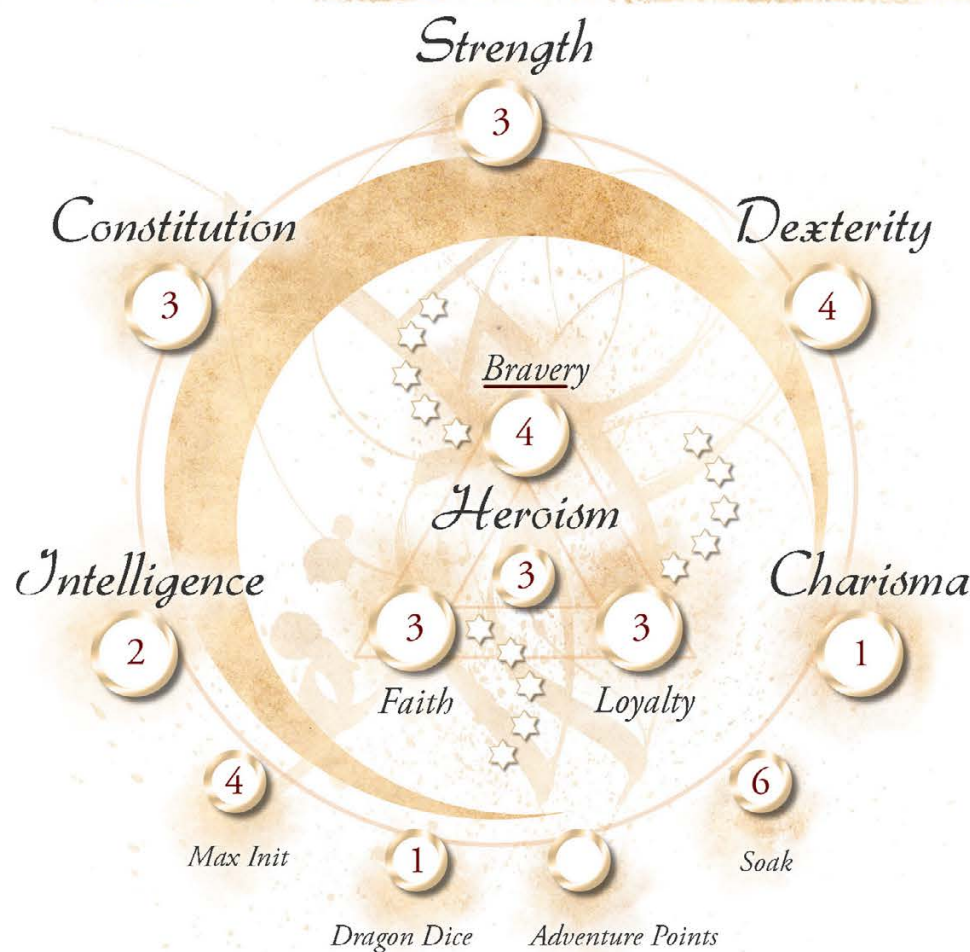 Strength
3
Constitution
Dexterity
3
4
Bravery
4
Heroism
3
Intelligence
Charisma
3
3
2
1
Faith
Loyalty
4
6
Max Init
Soak
1
Dragon Dice
Adventure Points